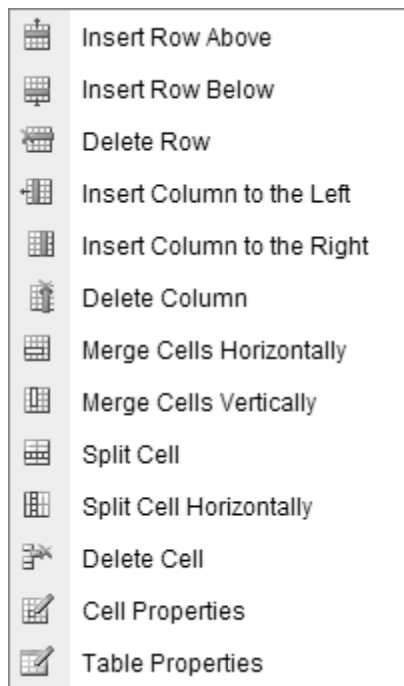 Insert Row Above
Insert Row Below
Delete Row
Insert Column to the Left
Insert Column to the Right
Delete Column
Merge Cells Horizontally
Merge Cells Vertically
Split Cell
Split Cell Horizontally
Delete Cell
Cell Properties
Table Properties